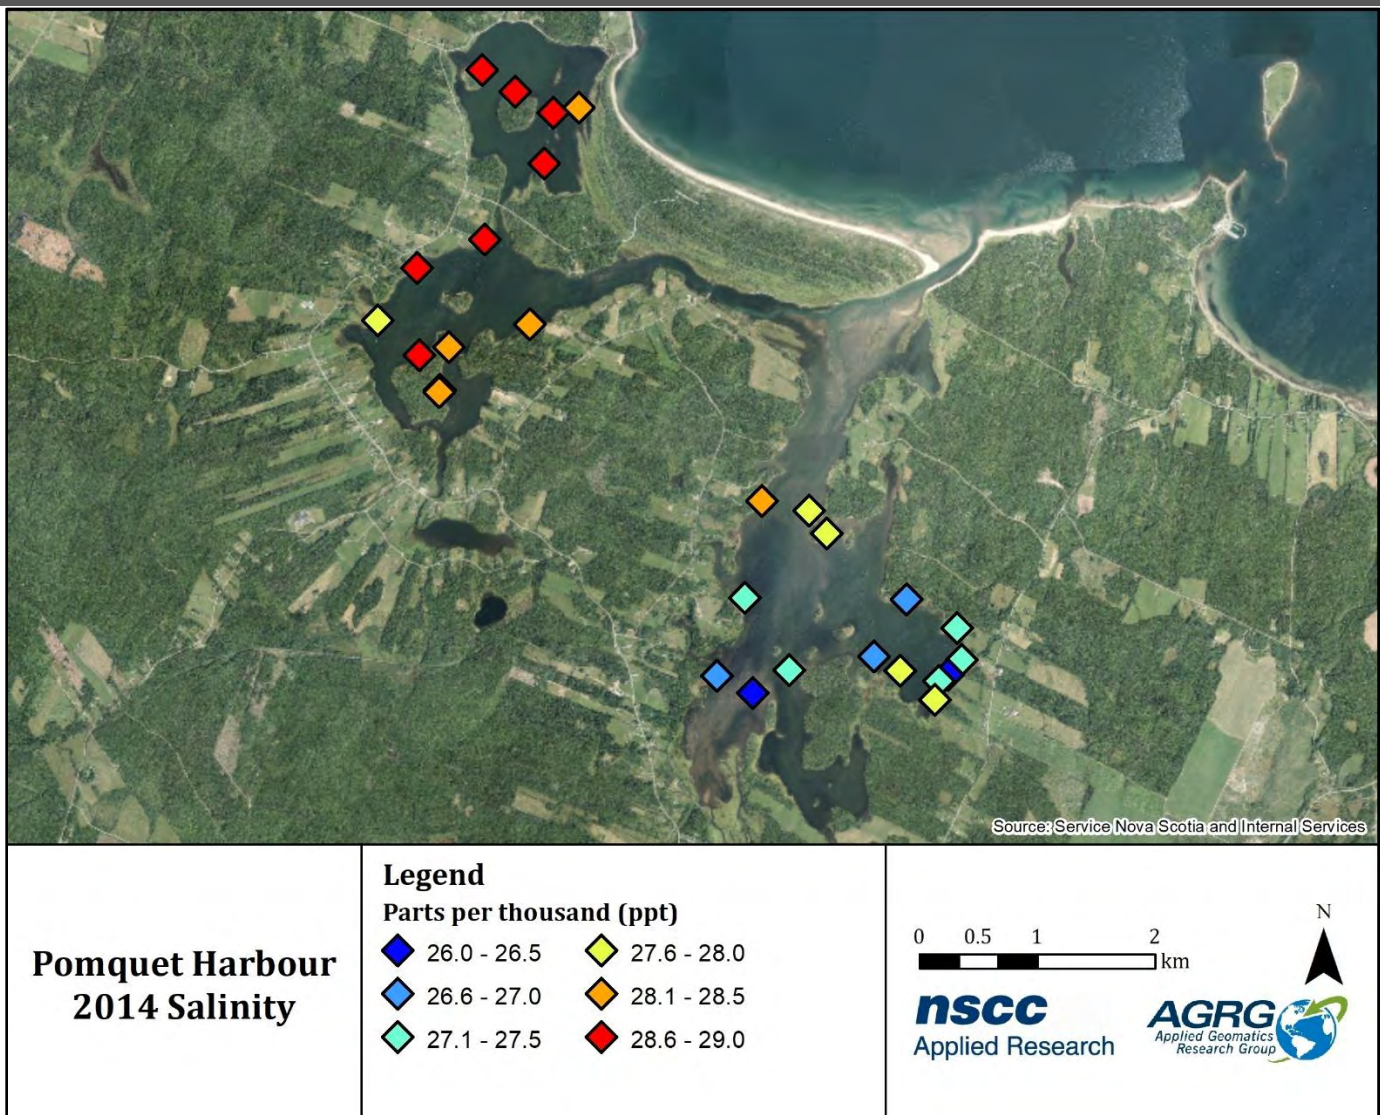 Source: Service Nova Scotia and Internal Services
Pomquet Harbour
2014 Salinity
Legend
Parts per thousand (ppt)
26.0 - 26.5
26.6 - 27.0
27.1 - 27.5
27.6 - 28.0
28.1 - 28.5
28.6 - 29.0
0 0.5 1 2
km
N
nscc
Applied Research
AGRG
Applied Geomatics
Research Group